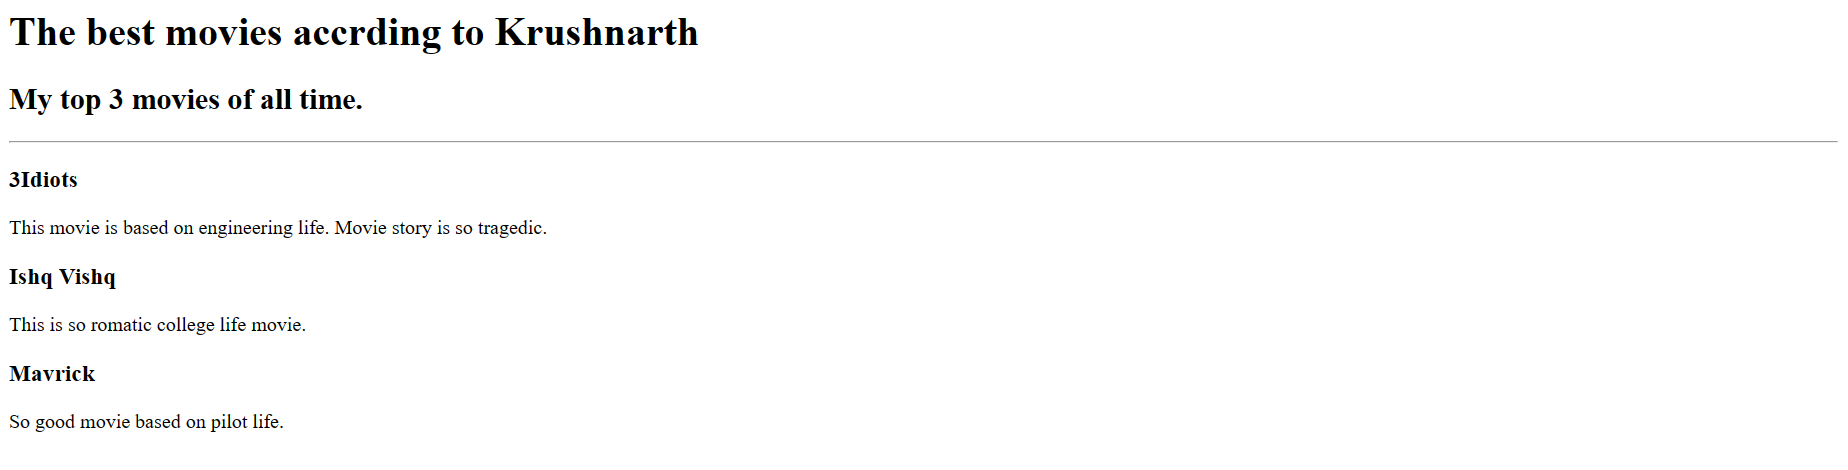 The best movies accrding to Krushnarth
My top 3 movies of all time.
3Idiots
This movie is based on engineering life. Movie story is so tragedic.
Ishq Vishq
This is so romatic college life movie.
Mavrick
So good movie based on pilot life.